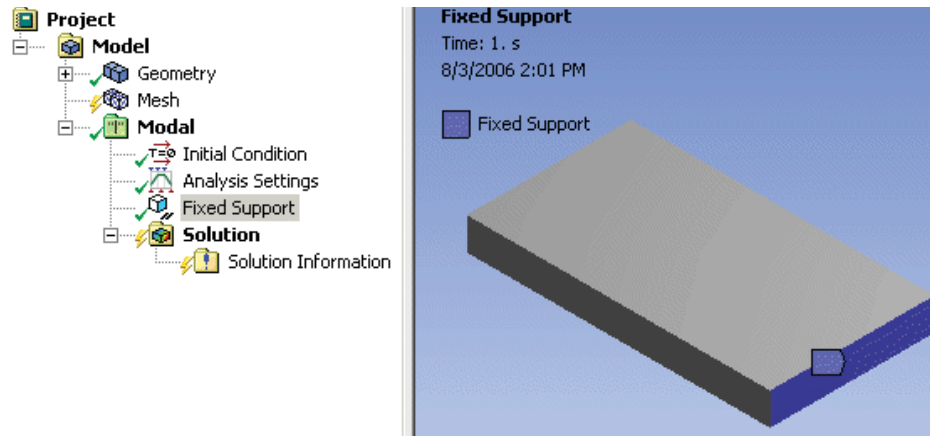 Project
Model
Geometry
Mesh
Modal
T=0 Initial Condition
Analysis Settings
Fixed Support
Solution
Solution Information
Fixed Support
Time: 1. s
8/3/2006 2:01 PM
Fixed Support